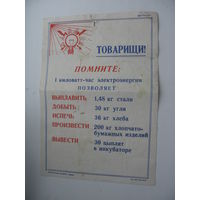 ТОВАРИЩИ!
ПОМНИТЕ:
1 киловатт-час электроэнергии
ПОЗВОЛЯЕТ
ВЫПЛАВИТЬ 1,48 кг стали
ДОБЫТЬ: 30 кг угля
ИСПЕЧЬ: 36 кг хлеба
ПРОИЗВЕСТИ 200 кг хлопчато-
бумажных изделий
ВЫВЕСТИ 30 цыплят
в инкубаторе